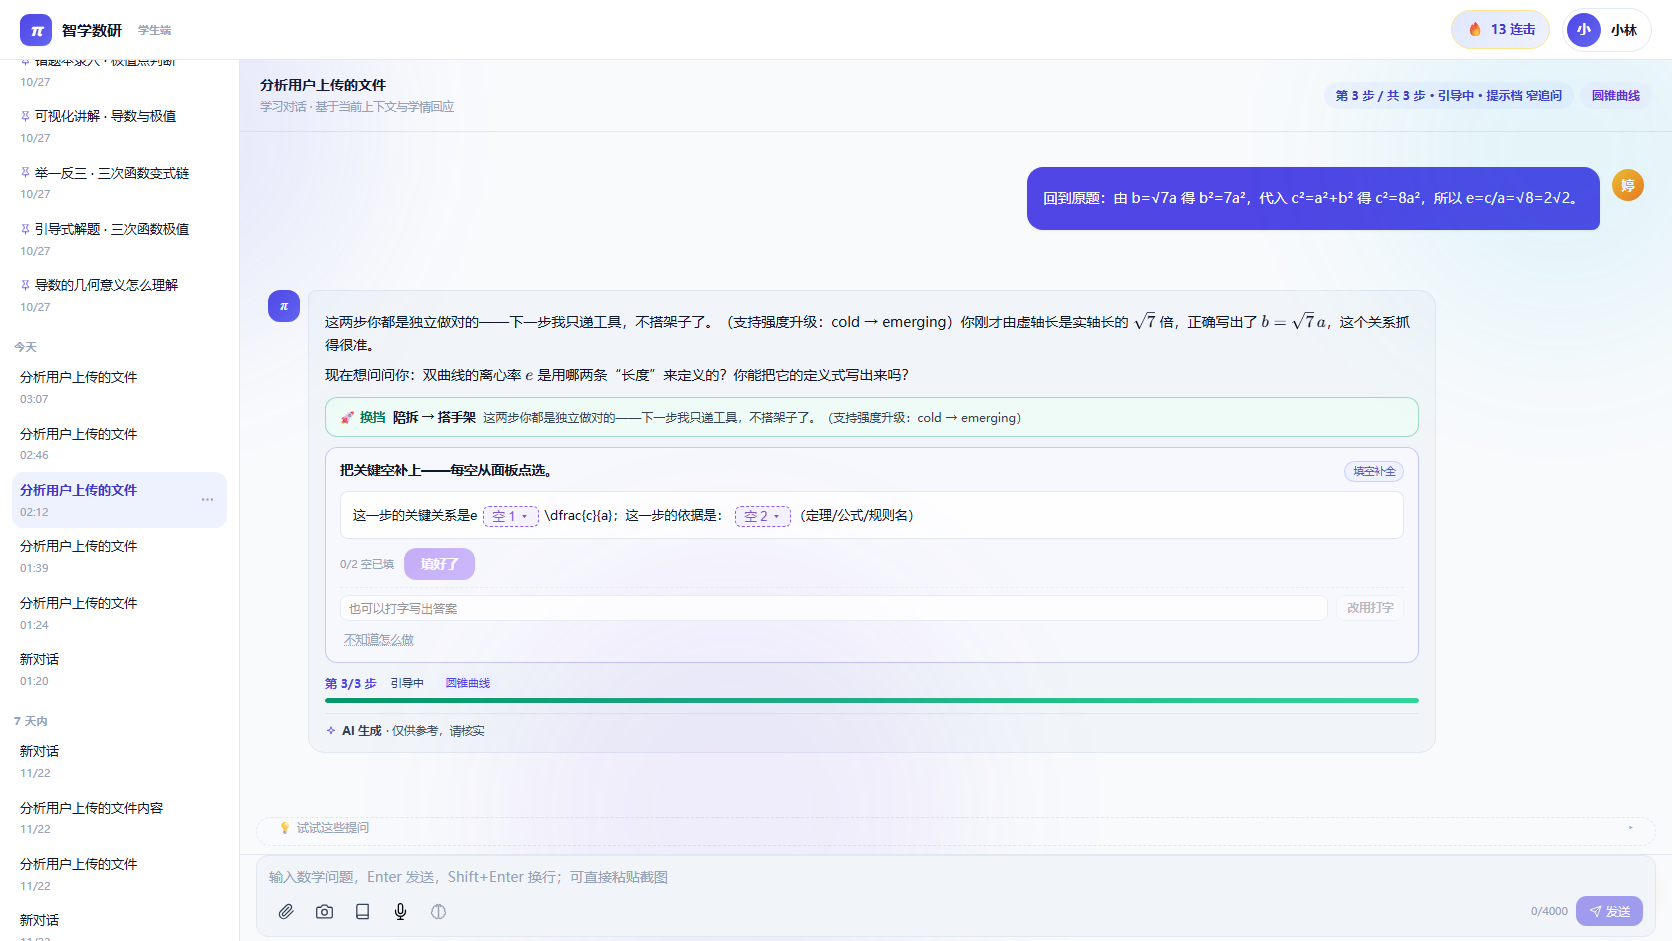 π 智学数研 学生端
13 连击
小 小林
错题本录入 · 极值点判断
10/27
可视化讲解 · 导数与极值
10/27
举一反三 · 三次函数变式链
10/27
引导式解题 · 三次函数极值
10/27
导数的几何意义怎么理解
10/27
今天
分析用户上传的文件
03:07
分析用户上传的文件
02:46
分析用户上传的文件 ...
02:12
分析用户上传的文件
01:39
分析用户上传的文件
01:24
新对话
01:20
7 天内
新对话
11/22
分析用户上传的文件内容
11/22
分析用户上传的文件
11/22
新对话
11/22
分析用户上传的文件
学习对话 · 基于当前上下文与学情回应
第 3 步 / 共 3 步 • 引导中 • 提示档 窄追问
圆锥曲线
回到原题：由 b=√7a 得 b²=7a²，代入 c²=a²+b² 得 c²=8a²，所以 e=c/a=√8=2√2。
婷
π
这两步你都是独立做对的——下一步我只递工具，不搭架子了。（支持强度升级：cold → emerging）你刚才由虚轴长是实轴长的 √7 倍，正确写出了 b = √7 a，这个关系抓
得很准。
现在想问问你：双曲线的离心率 e 是用哪两条“长度”来定义的？你能把它的定义式写出来吗？
换挡 陪拆 → 搭手架 这两步你都是独立做对的——下一步我只递工具，不搭架子了。（支持强度升级：cold → emerging）
把关键空补上——每空从面板点选。 填空补全
这一步的关键关系是e 空 1 \dfrac{c}{a}；这一步的依据是： 空 2 （定理/公式/规则名）
0/2 空已填 填好了
也可以打字写出答案 改用打字
不知道怎么做
第 3/3 步 引导中 圆锥曲线
AI 生成 · 仅供参考，请核实
试试这些提问
输入数学问题，Enter 发送，Shift+Enter 换行；可直接粘贴截图
0/4000 发送